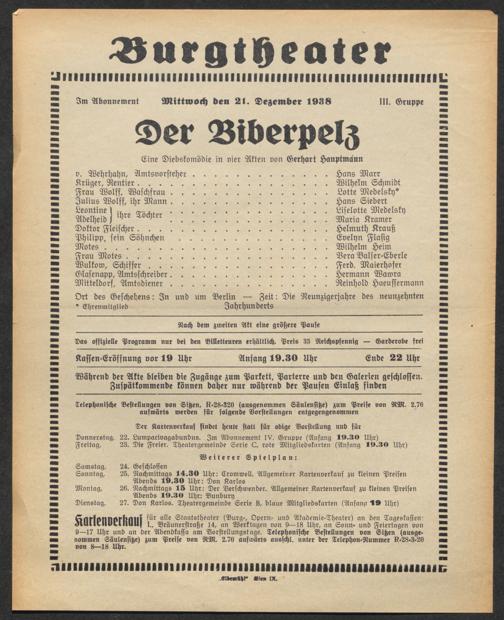 Burgtheater
Im Abonnement Mittwoch den 21. Dezember 1938 III. Gruppe
Der Biberpelz
Eine Diebskomödie in vier Akten von Gerhart Hauptmann
v. Wehrhahn, Amtsvorsteher . . . . . . . . . . Hans Marr
Krüger, Rentier . . . . . . . . . . Wilhelm Schmidt
Frau Wolff, Waschfrau . . . . . . . . . . Lotte Medelsky*
Julius Wolff, ihr Mann . . . . . . . . . . Hans Siebert
Leontine } ihre Töchter . . . . . . . . . . Liselotte Medelsky
Adelheid } Maria Kramer
Doktor Fleischer . . . . . . . . . . Helmuth Krauß
Philipp, sein Söhnchen . . . . . . . . . . Evelyn Flassig
Motes . . . . . . . . . . Wilhelm Heim
Frau Motes . . . . . . . . . . Vera Balser-Eberle
Wulkow, Schiffer . . . . . . . . . . Ferd. Maierhofer
Glasenapp, Amtschreiber . . . . . . . . . . Hermann Wawra
Mitteldorf, Amtsdiener . . . . . . . . . . Reinhold Haeussermann
Ort des Geschehens: In und um Berlin — Zeit: Die Neunzigerjahre des neunzehnten
* Ehrenmitglied Jahrhunderts
Nach dem zweiten Akt eine größere Pause
Das offizielle Programm nur bei den Billetteuren erhältlich. Preis 35 Reichspfennig — Garderobe frei
Kassen-Eröffnung vor 19 Uhr Anfang 19.30 Uhr Ende 22 Uhr
Während der Akte bleiben die Zugänge zum Parkett, Parterre und den Galerien geschlossen.
Zuspätkommende können daher nur während der Pausen Einlaß finden
Telephonische Bestellungen von Sitzen, R-28-320 (ausgenommen Säulensitze) zum Preise von RM. 2.70
aufwärts werden für folgende Vorstellungen entgegengenommen
Der Kartenverkauf findet heute statt für obige Vorstellung und für
Donnerstag, 22. Lumpacivagabundus. Im Abonnement IV. Gruppe (Anfang 19.30 Uhr)
Freitag, 23. Die Freier. Theatergemeinde Serie C, rote Mitgliedskarten (Anfang 19.30 Uhr)
Weiterer Spielplan:
Samstag, 24. Geschlossen
Sonntag, 25. Nachmittags 14.30 Uhr: Cromwell. Allgemeiner Kartenverkauf zu kleinen Preisen
Abends 19.30 Uhr: Don Karlos
Montag, 26. Nachmittags 15 Uhr: Der Verschwender. Allgemeiner Kartenverkauf zu kleinen Preisen
Abends 19.30 Uhr: Bunbury
Dienstag, 27. Don Karlos. Theatergemeinde Serie B, blaue Mitgliedskarten (Anfang 19 Uhr)
Kartenverkauf für alle Staatstheater (Burg-, Opern- und Akademie-Theater) an den Tageskassen:
I., Bräunerstraße 14, an Werktagen von 9—18 Uhr, an Sonn- und Feiertagen von
9—17 Uhr und an der Abendkassa am Vorstellungstage. Telephonische Bestellungen von Sitzen (ausge-
nommen Säulensitze) zum Preise von RM. 2.70 aufwärts ausschl. unter der Telephon-Nummer R-28-3-20
von 8—18 Uhr.
„Elbemühl“ Wien IX.